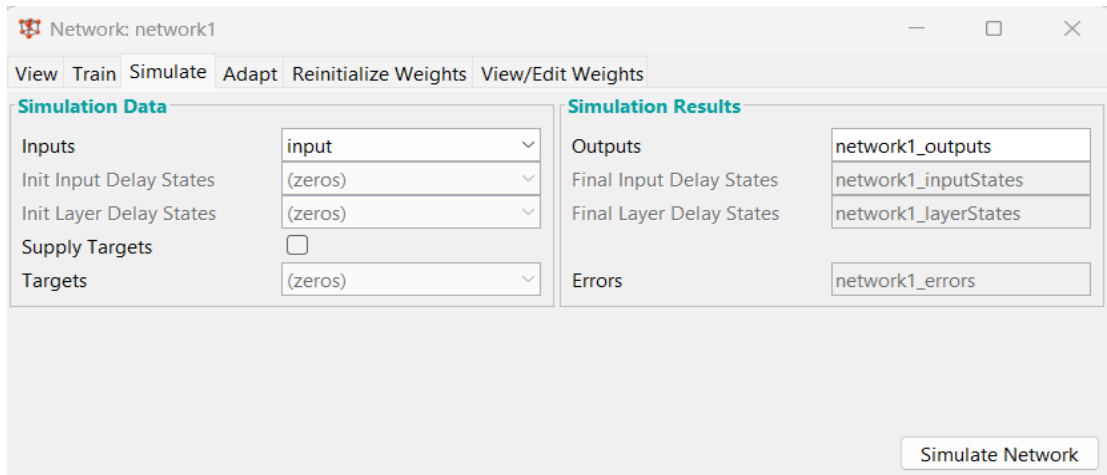 Network: network1
View Train Simulate Adapt Reinitialize Weights View/Edit Weights
Simulation Data
Inputs input
Init Input Delay States (zeros)
Init Layer Delay States (zeros)
Supply Targets
Targets (zeros)
Simulation Results
Outputs network1_outputs
Final Input Delay States network1_inputStates
Final Layer Delay States network1_layerStates
Errors network1_errors
Simulate Network